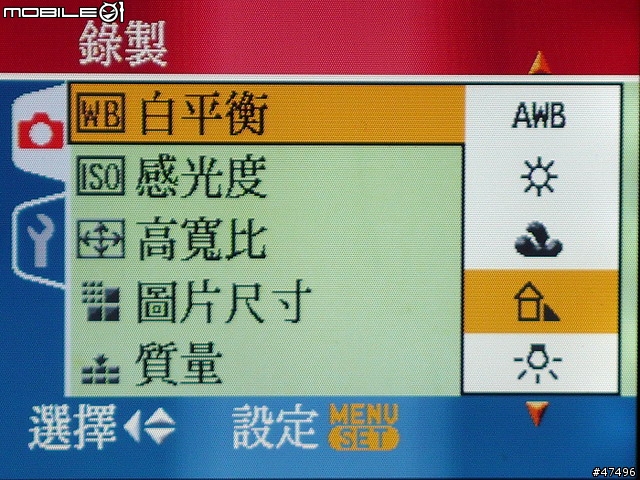 MOBILE01
錄製
WB 白平衡 AWB
ISO 感光度
高寬比
圖片尺寸
質量
選擇 設定 MENU SET
#47496